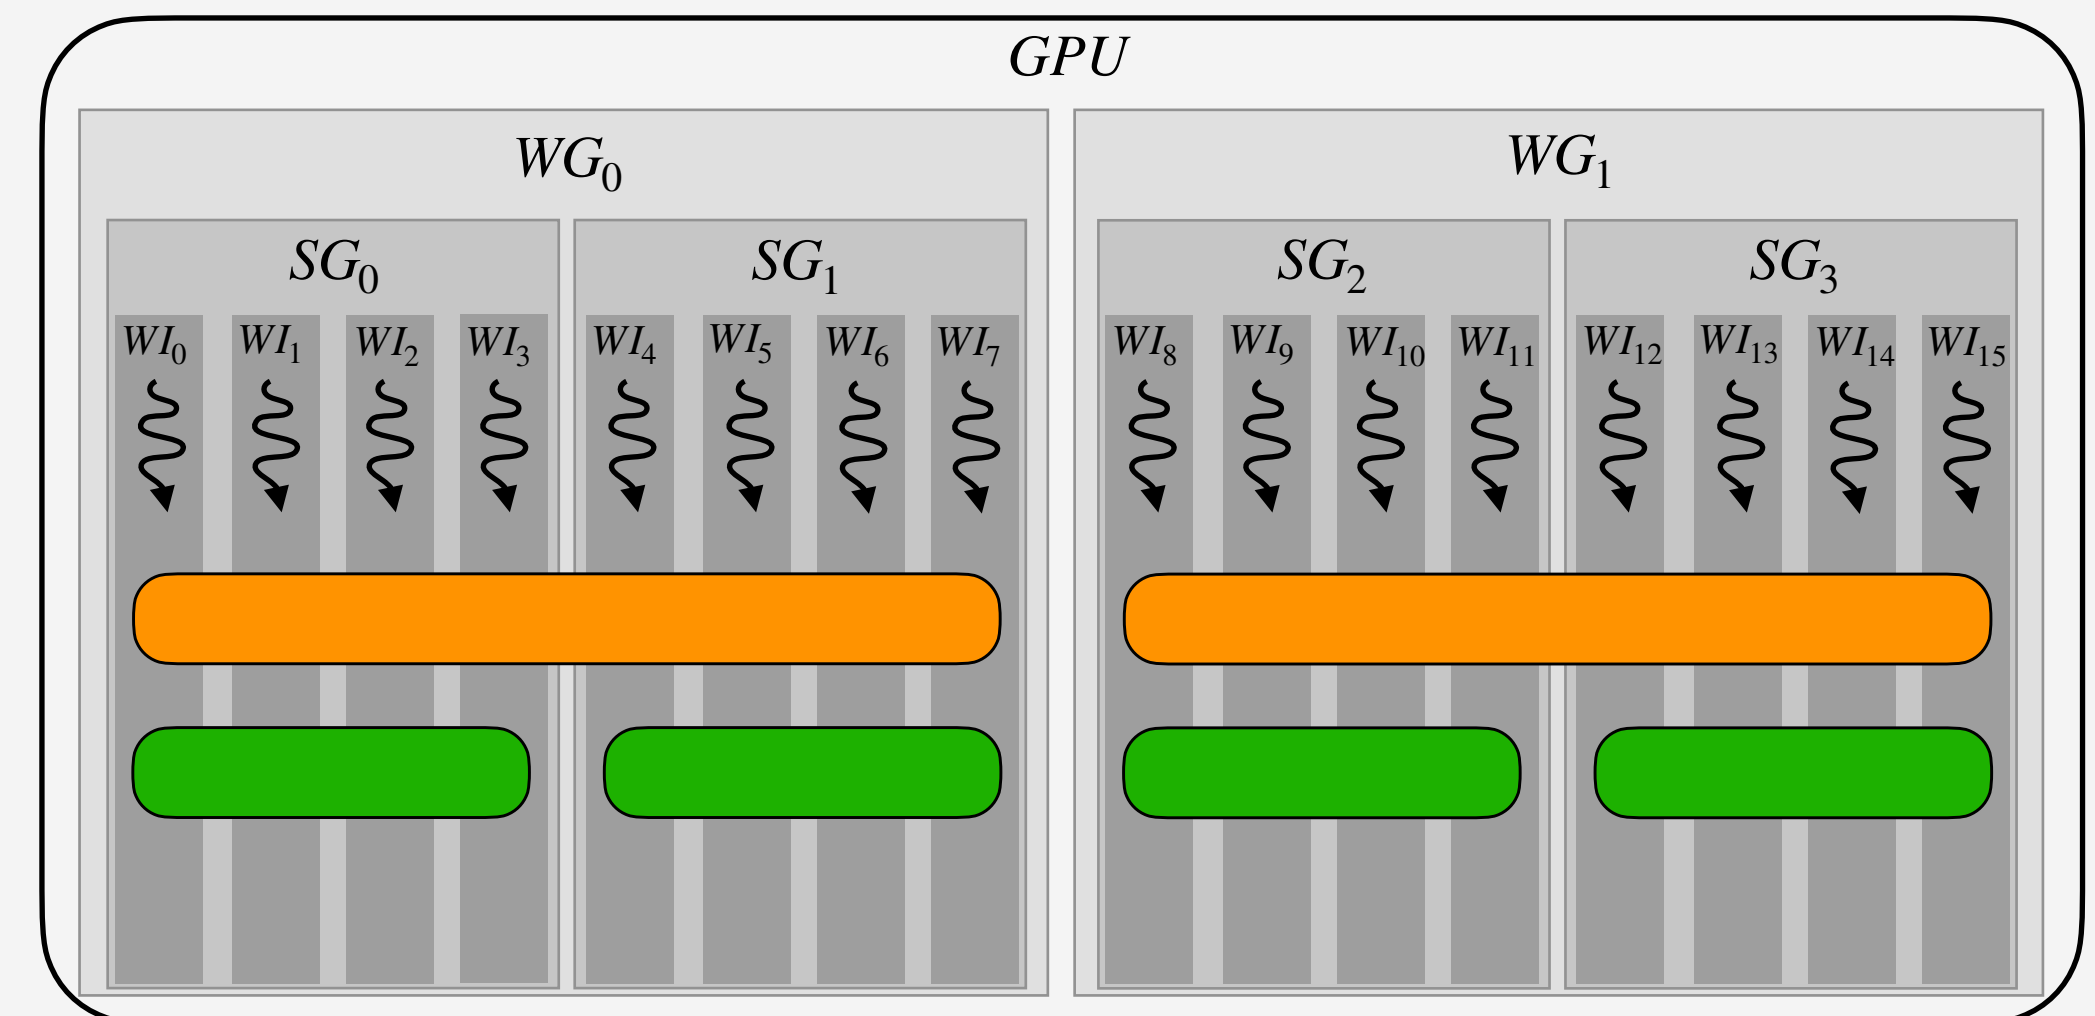 GPU
WG₀ WG₁
SG₀ SG₁ SG₂ SG₃
WI₀ WI₁ WI₂ WI₃ WI₄ WI₅ WI₆ WI₇ WI₈ WI₉ WI₁₀ WI₁₁ WI₁₂ WI₁₃ WI₁₄ WI₁₅